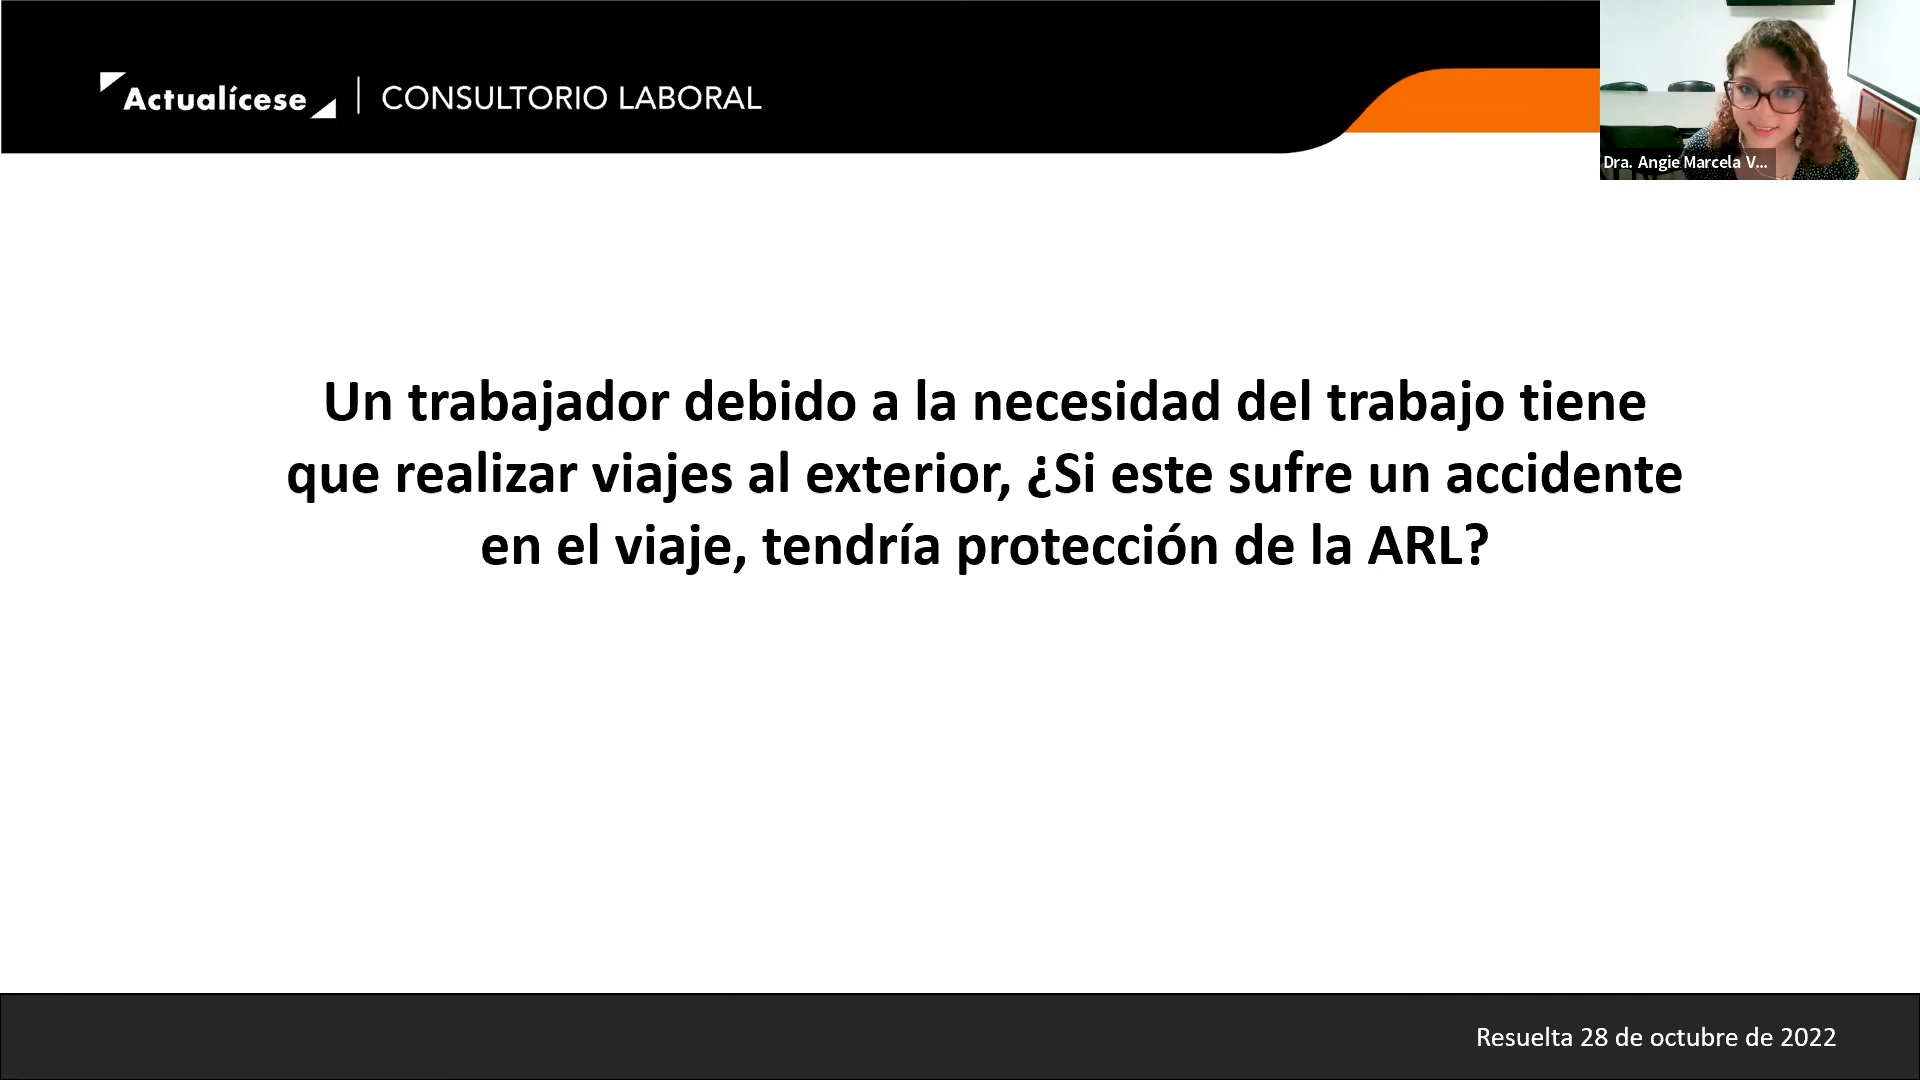 Actualícese
CONSULTORIO LABORAL
Dra. Angie Marcela V...
Un trabajador debido a la necesidad del trabajo tiene
que realizar viajes al exterior, ¿Si este sufre un accidente
en el viaje, tendría protección de la ARL?
Resuelta 28 de octubre de 2022